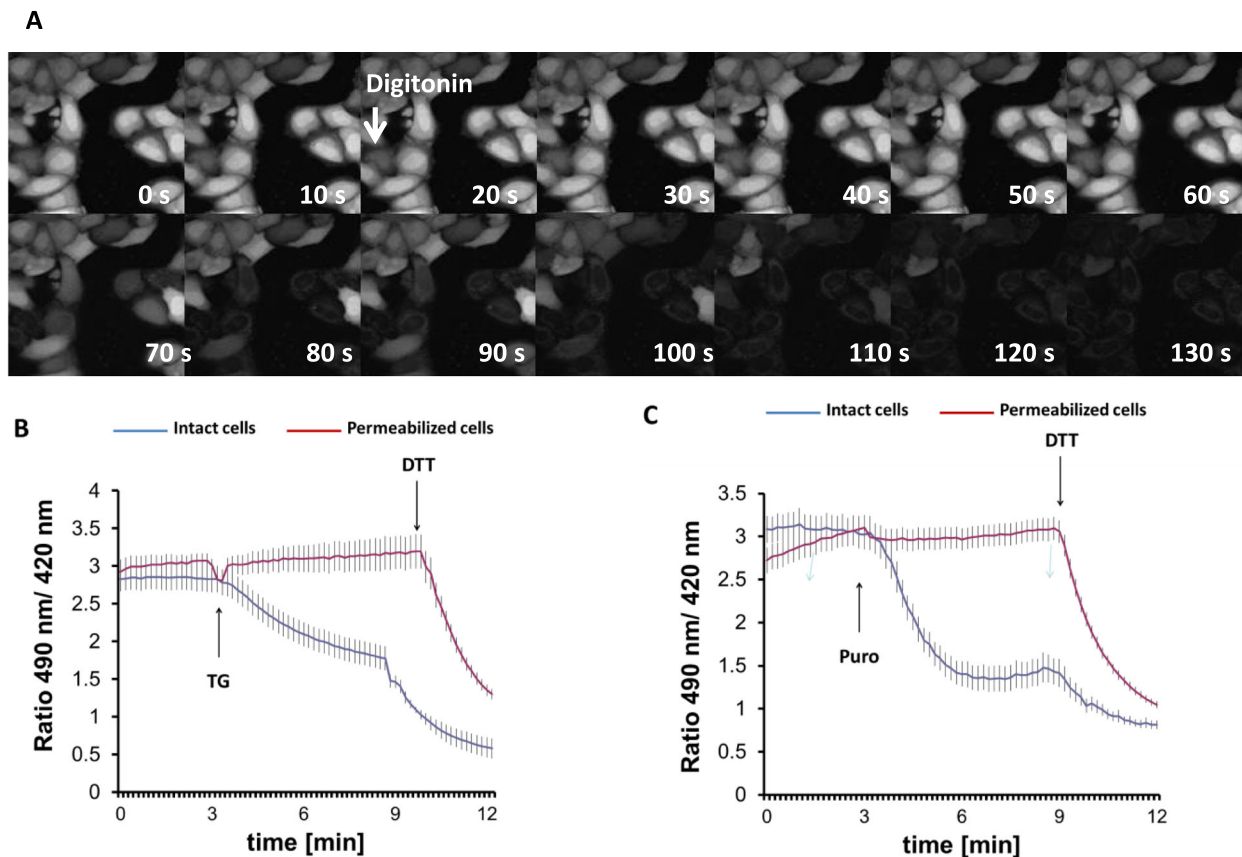 A
Digitonin
0 s 10 s 20 s 30 s 40 s 50 s 60 s
70 s 80 s 90 s 100 s 110 s 120 s 130 s
B
Intact cells Permeabilized cells
DTT
TG
Ratio 490 nm/ 420 nm
4
3.5
3
2.5
2
1.5
1
0.5
0
0 3 6 9 12
time [min]
C
Intact cells Permeabilized cells
DTT
Puro
Ratio 490 nm/ 420 nm
3.5
3
2.5
2
1.5
1
0.5
0
0 3 6 9 12
time [min]